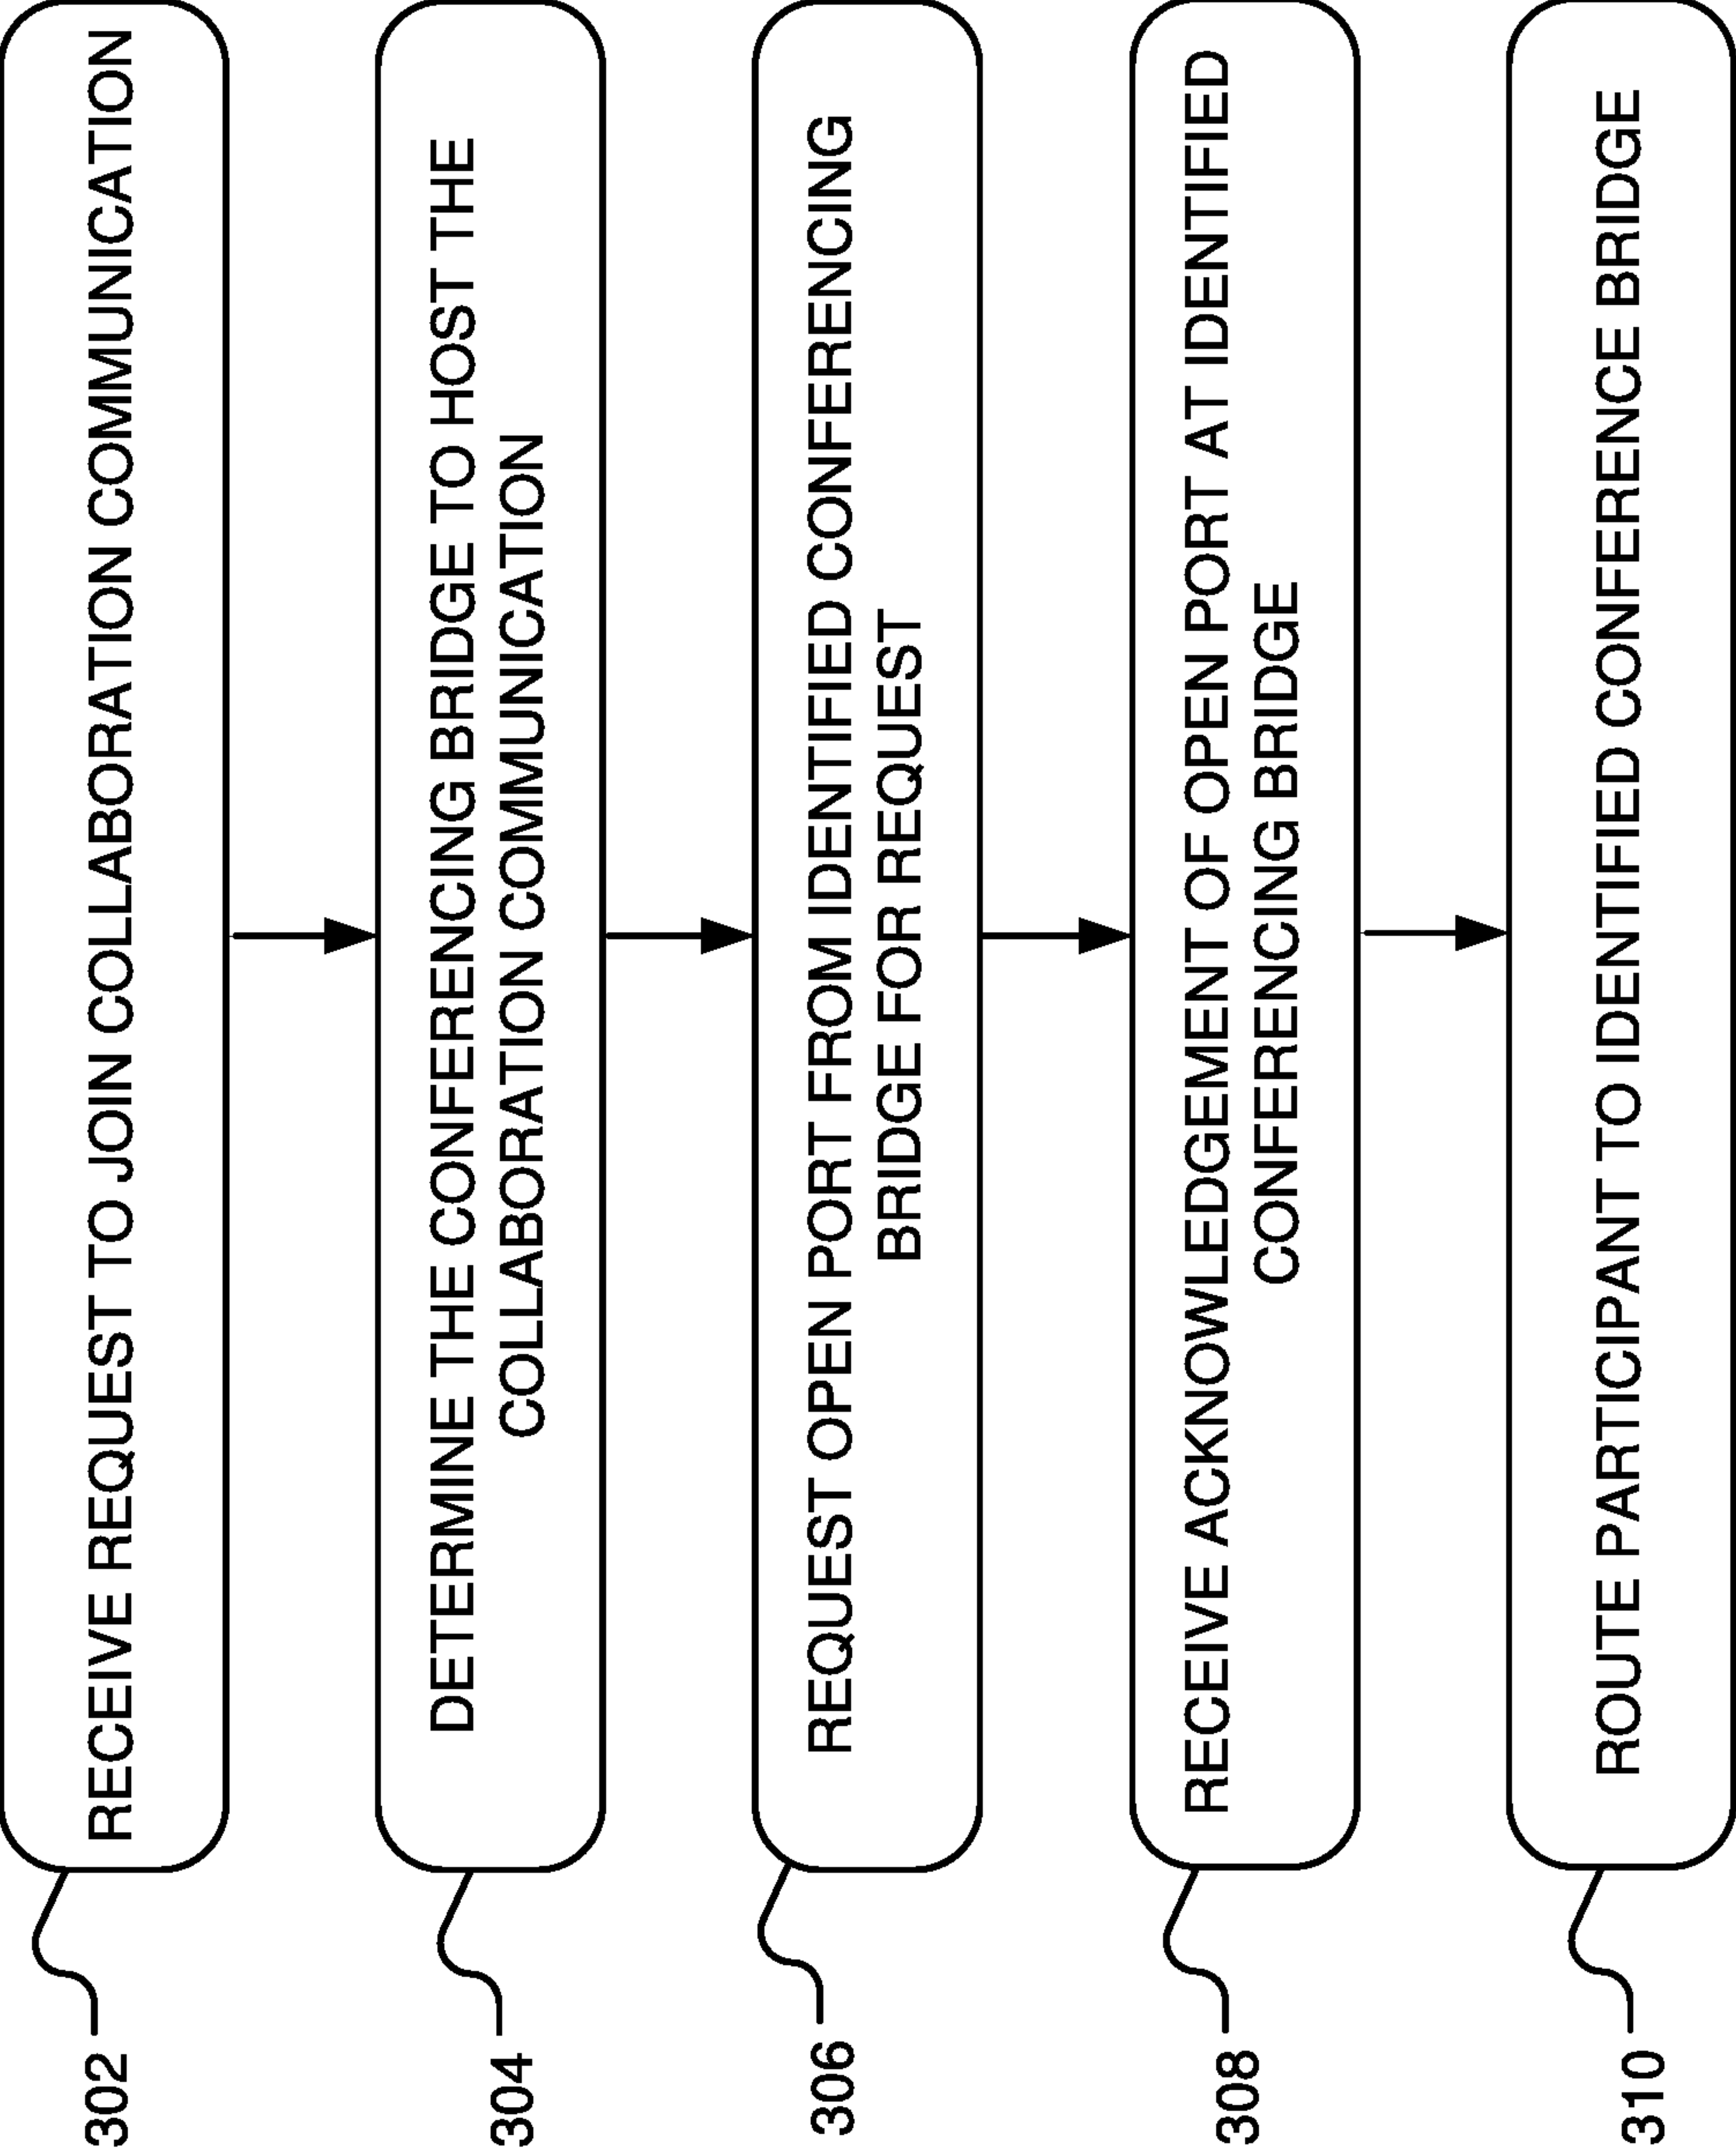 302
RECEIVE REQUEST TO JOIN COLLABORATION COMMUNICATION
304
DETERMINE THE CONFERENCING BRIDGE TO HOST THE
COLLABORATION COMMUNICATION
306
REQUEST OPEN PORT FROM IDENTIFIED CONFERENCING
BRIDGE FOR REQUEST
308
RECEIVE ACKNOWLEDGEMENT OF OPEN PORT AT IDENTIFIED
CONFERENCING BRIDGE
310
ROUTE PARTICIPANT TO IDENTIFIED CONFERENCE BRIDGE